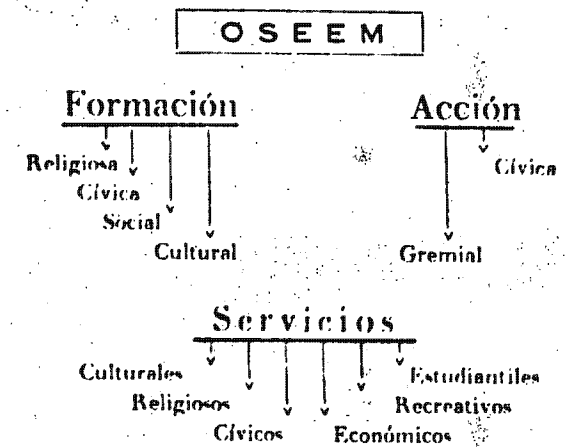 OSEEM
Formación
Acción
Religiosa
Cívica
Cívica
Social
Cultural
Gremial
Servicios
Culturales
Estudiantiles
Religiosos
Recreativos
Cívicos
Económicos